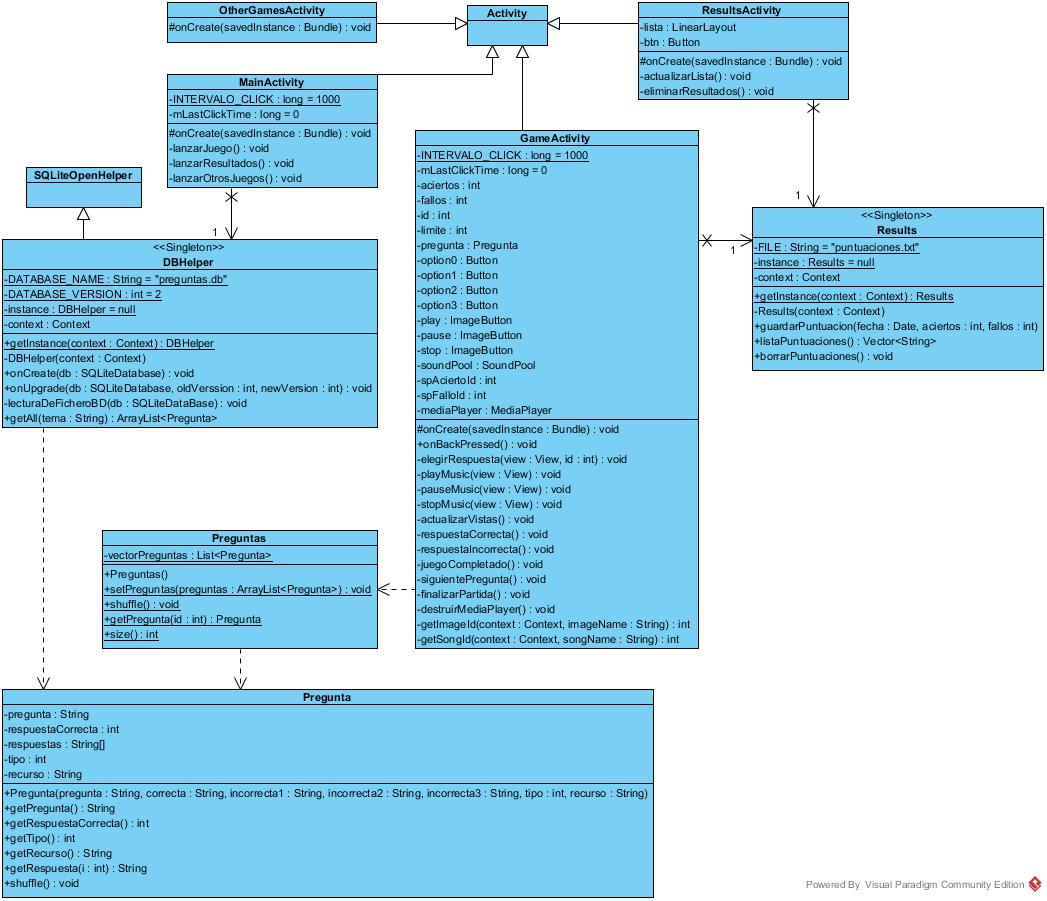 OtherGamesActivity
#onCreate(savedInstance : Bundle) : void
Activity
ResultsActivity
-lista : LinearLayout
-btn : Button
#onCreate(savedInstance : Bundle) : void
-actualizarLista() : void
-eliminarResultados() : void
MainActivity
-INTERVALO_CLICK : long = 1000
-mLastClickTime : long = 0
#onCreate(savedInstance : Bundle) : void
-lanzarJuego() : void
-lanzarResultados() : void
-lanzarOtrosJuegos() : void
SQLiteOpenHelper
1
<<Singleton>>
DBHelper
-DATABASE_NAME : String = "preguntas.db"
-DATABASE_VERSION : int = 2
-instance : DBHelper = null
-context : Context
+getInstance(context : Context) : DBHelper
-DBHelper(context : Context)
+onCreate(db : SQLiteDatabase) : void
+onUpgrade(db : SQLiteDatabase, oldVerssion : int, newVersion : int) : void
-lecturaDeFicheroBD(db : SQLiteDataBase) : void
+getAll(tema : String) : ArrayList<Pregunta>
GameActivity
-INTERVALO_CLICK : long = 1000
-mLastClickTime : long = 0
-aciertos : int
-fallos : int
-id : int
-limite : int
-pregunta : Pregunta
-option0 : Button
-option1 : Button
-option2 : Button
-option3 : Button
-play : ImageButton
-pause : ImageButton
-stop : ImageButton
-soundPool : SoundPool
-spAciertoId : int
-spFalloId : int
-mediaPlayer : MediaPlayer
#onCreate(savedInstance : Bundle) : void
+onBackPressed() : void
-elegirRespuesta(view : View, id : int) : void
-playMusic(view : View) : void
-pauseMusic(view : View) : void
-stopMusic(view : View) : void
-actualizarVistas() : void
-respuestaCorrecta() : void
-respuestaIncorrecta() : void
-juegoCompletado() : void
-siguientePregunta() : void
-finalizarPartida() : void
-destruirMediaPlayer() : void
-getImageId(context : Context, imageName : String) : int
-getSongId(context : Context, songName : String) : int
1
1
<<Singleton>>
Results
-FILE : String = "puntuaciones.txt"
-instance : Results = null
-context : Context
+getInstance(context : Context) : Results
-Results(context : Context)
+guardarPuntuacion(fecha : Date, aciertos : int, fallos : int)
+listaPuntuaciones() : Vector<String>
+borrarPuntuaciones() : void
Preguntas
-vectorPreguntas : List<Pregunta>
+Preguntas()
+setPreguntas(preguntas : ArrayList<Pregunta>) : void
+shuffle() : void
+getPregunta(id : int) : Pregunta
+size() : int
Pregunta
-pregunta : String
-respuestaCorrecta : int
-respuestas : String[]
-tipo : int
-recurso : String
+Pregunta(pregunta : String, correcta : String, incorrecta1 : String, incorrecta2 : String, incorrecta3 : String, tipo : int, recurso : String)
+getPregunta() : String
+getRespuestaCorrecta() : int
+getTipo() : int
+getRecurso() : String
+getRespuesta(i : int) : String
+shuffle() : void
Powered By Visual Paradigm Community Edition